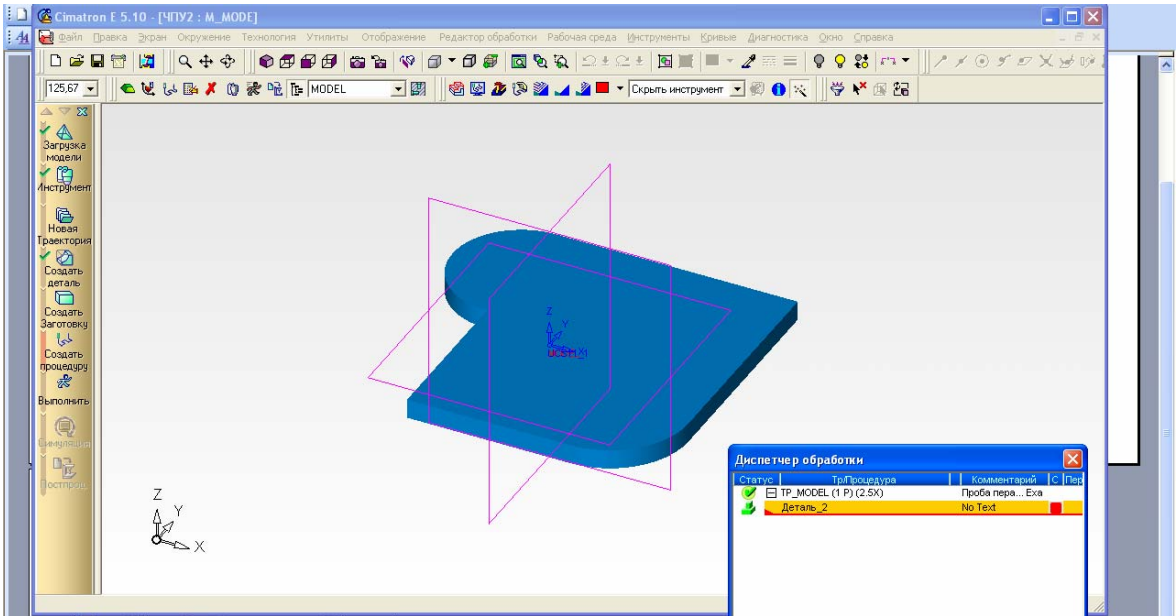 Cimatron E 5.10 - [ЧПУ2 : M_MODE]
Файл Правка Экран Окружение Технология Утилиты Отображение Редактор обработки Рабочая среда Инструменты Кривые Диагностика Окно Справка
125,67 MODEL Скрыть инструмент
Загрузка
модели
Инструмент
Новая
Траектория
Создать
деталь
Создать
Заготовку
Создать
процедуру
Выполнить
Симуляция
Постпроц.
Z
Y
X
UCS11_1
Z
Y
X
Диспетчер обработки
Статус Тр/Процедура Комментарий С Пер
TP_MODEL (1 P) (2.5X) Проба пера... Exa
Деталь_2 No Text